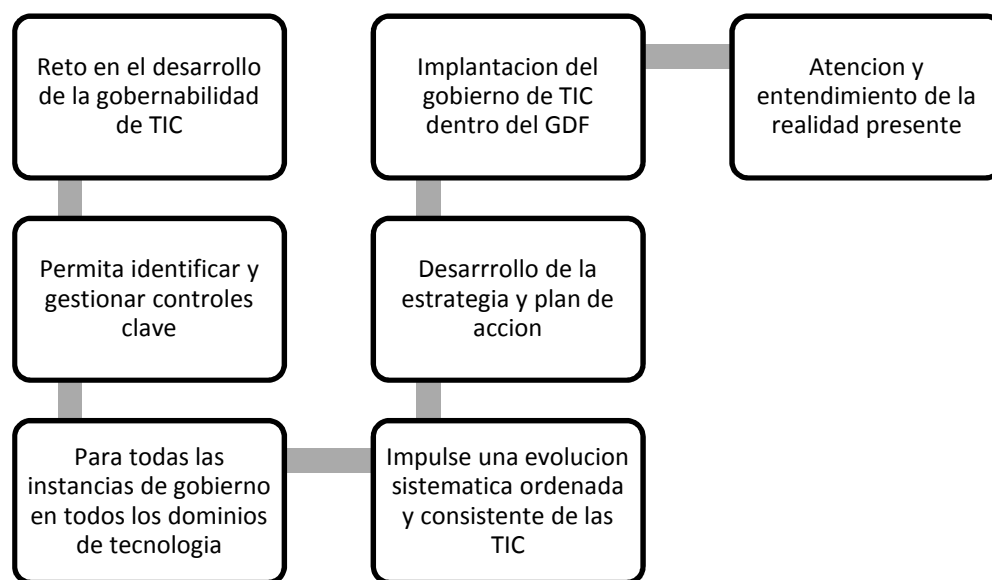 Reto en el desarrollo
de la gobernabilidad
de TIC
Permita identificar y
gestionar controles
clave
Para todas las
instancias de gobierno
en todos los dominios
de tecnologia
Impulse una evolucion
sistematica ordenada
y consistente de las
TIC
Desarrrollo de la
estrategia y plan de
accion
Implantacion del
gobierno de TIC
dentro del GDF
Atencion y
entendimiento de la
realidad presente